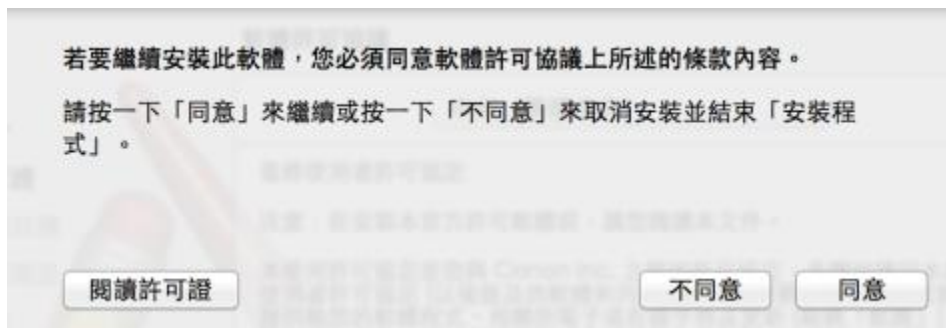 若要繼續安裝此軟體，您必須同意軟體許可協議上所述的條款內容。
請按一下「同意」來繼續或按一下「不同意」來取消安裝並結束「安裝程
式」。
閱讀許可證
不同意
同意